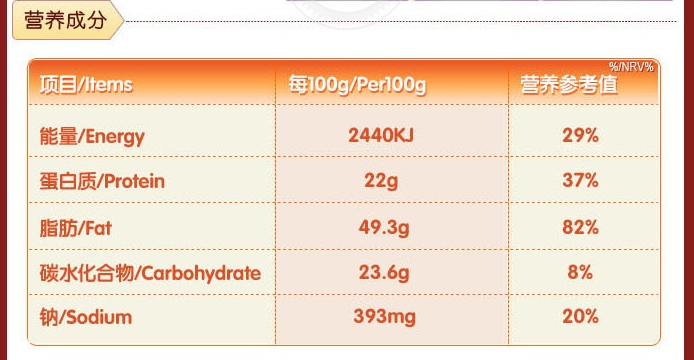 营养成分
%/NRV%
项目/Items 每100g/Per100g 营养参考值
能量/Energy 2440KJ 29%
蛋白质/Protein 22g 37%
脂肪/Fat 49.3g 82%
碳水化合物/Carbohydrate 23.6g 8%
钠/Sodium 393mg 20%